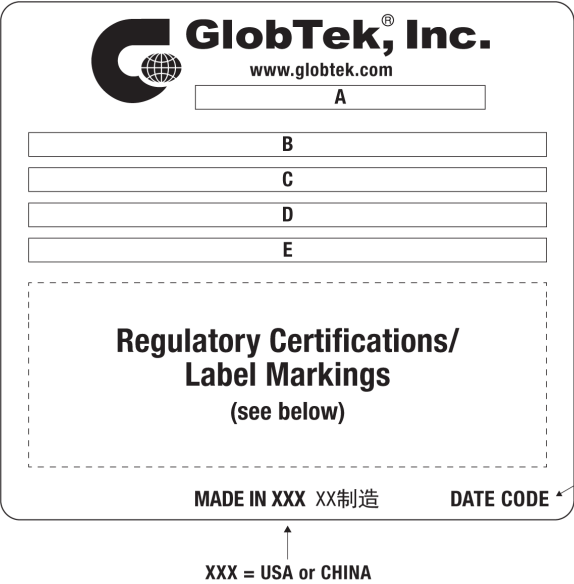 GlobTek,® Inc.
www.globtek.com
A
B
C
D
E
Regulatory Certifications/
Label Markings
(see below)
MADE IN XXX XX制造 DATE CODE
XXX = USA or CHINA